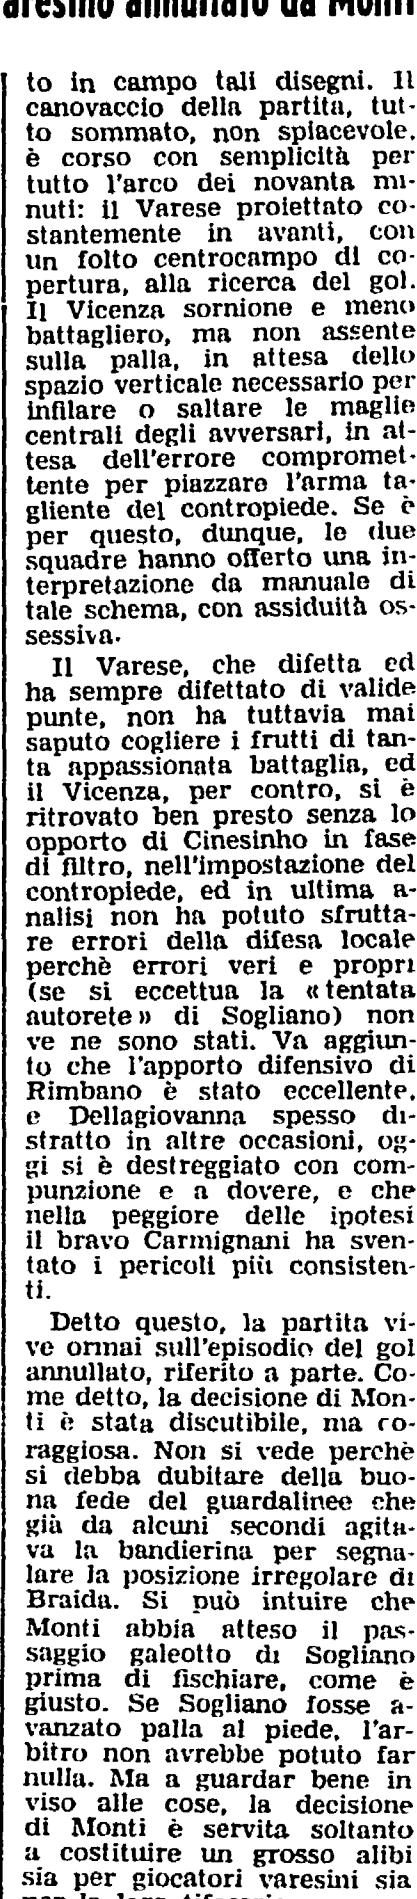 annullato da Monti
to in campo tali disegni. Il
canovaccio della partita, tut-
to sommato, non spiacevole,
è corso con semplicità per
tutto l'arco dei novanta mi-
nuti: il Varese proiettato co-
stantemente in avanti, con
un folto centrocampo di co-
pertura, alla ricerca del gol.
Il Vicenza sornione e meno
battagliero, ma non assente
sulla palla, in attesa dello
spazio verticale necessario per
infilare o saltare le maglie
centrali degli avversari, in at-
tesa dell'errore compromet-
tente per piazzare l'arma ta-
gliente del contropiede. Se è
per questo, dunque, le due
squadre hanno offerto una in-
terpretazione da manuale di
tale schema, con assiduità os-
sessiva.
Il Varese, che difetta ed
ha sempre difettato di valide
punte, non ha tuttavia mai
saputo cogliere i frutti di tan-
ta appassionata battaglia, ed
il Vicenza, per contro, si è
ritrovato ben presto senza lo
opporto di Cinesinho in fase
di filtro, nell'impostazione del
contropiede, ed in ultima a-
nalisi non ha potuto sfrutta-
re errori della difesa locale
perchè errori veri e propri
(se si eccettua la « tentata
autorete » di Sogliano) non
ve ne sono stati. Va aggiun-
to che l'apporto difensivo di
Rimbano è stato eccellente,
e Dellagiovanna spesso di-
stratto in altre occasioni, og-
gi si è destreggiato con com-
punzione e a dovere, e che
nella peggiore delle ipotesi
il bravo Carmignani ha sven-
tato i pericoli più consisten-
ti.
Detto questo, la partita vi-
ve ormai sull'episodio del gol
annullato, riferito a parte. Co-
me detto, la decisione di Mon-
ti è stata discutibile, ma co-
raggiosa. Non si vede perchè
si debba dubitare della buo-
na fede del guardalinee che
già da alcuni secondi agita-
va la bandierina per segna-
lare la posizione irregolare di
Braida. Si può intuire che
Monti abbia atteso il pas-
saggio galeotto di Sogliano
prima di fischiare, come è
giusto. Se Sogliano fosse a-
vanzato palla al piede, l'ar-
bitro non avrebbe potuto far
nulla. Ma a guardar bene in
viso alle cose, la decisione
di Monti è servita soltanto
a costituire un grosso alibi
sia per giocatori varesini sia